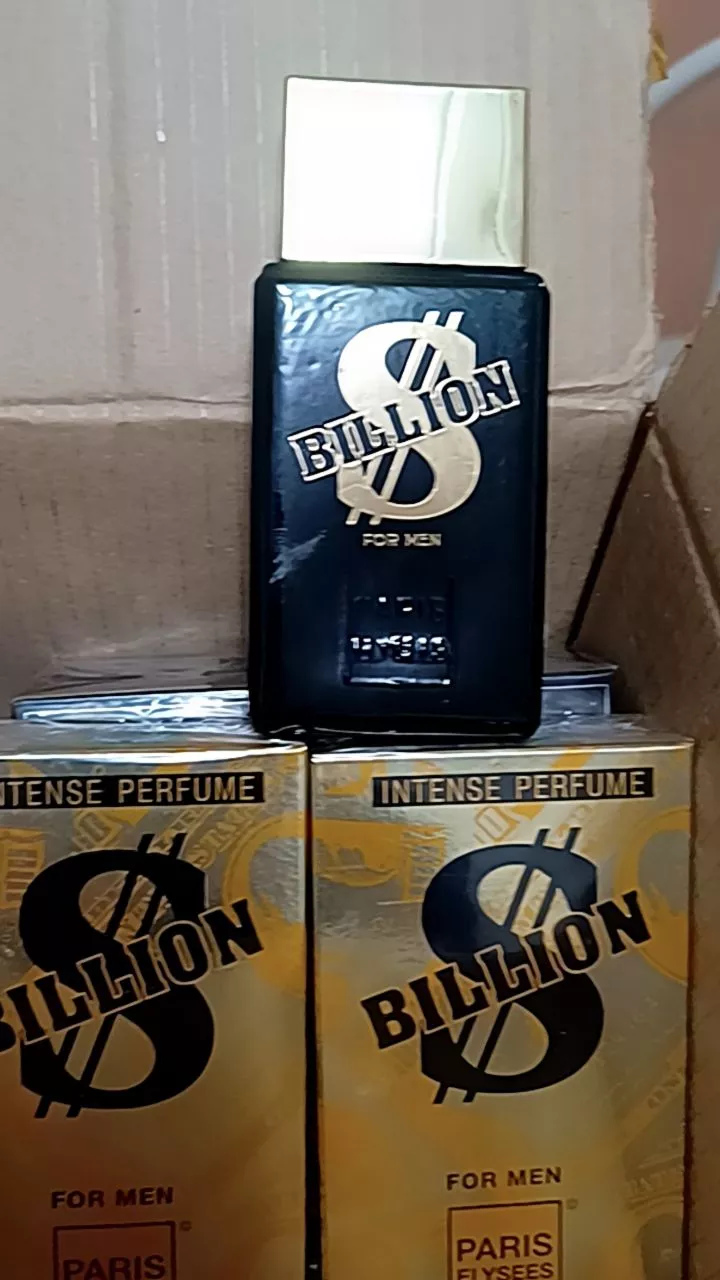 $
BILLION
FOR MEN
INTENSE PERFUME
$
BILLION
FOR MEN
PARIS
INTENSE PERFUME
$
BILLION
FOR MEN
PARIS
ELYSEES